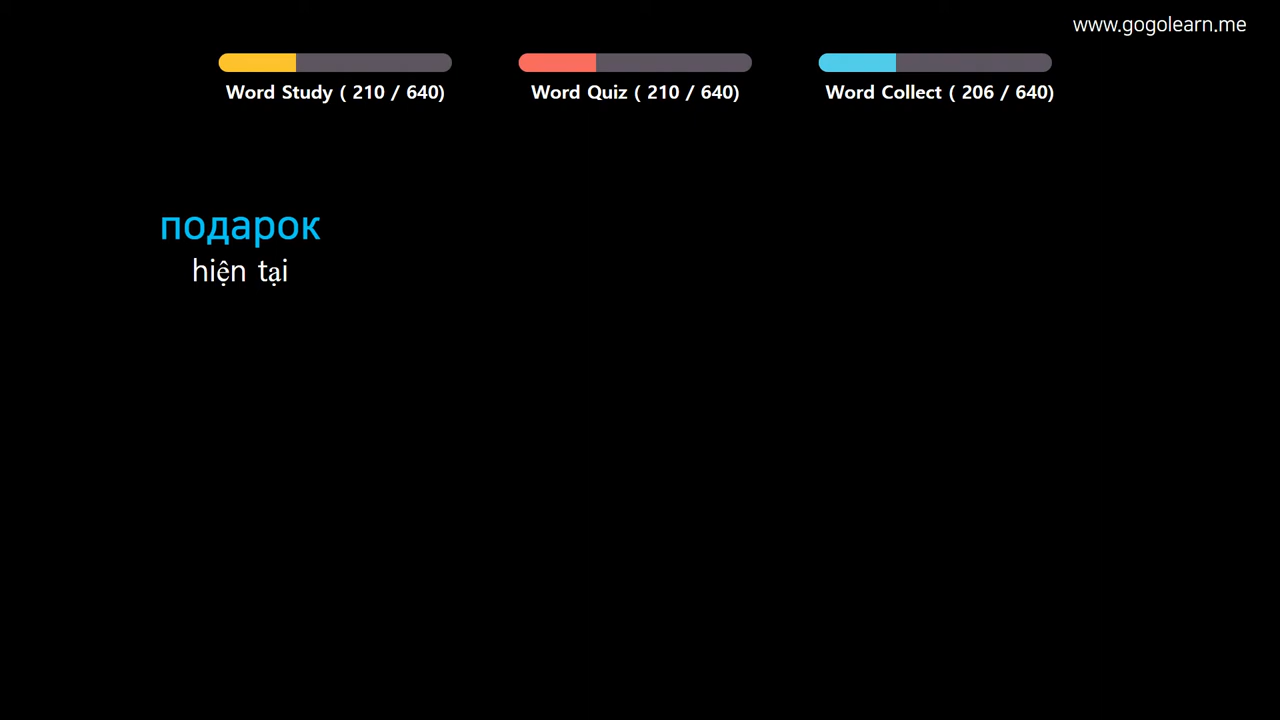 www.gogolearn.me
Word Study ( 210 / 640)
Word Quiz ( 210 / 640)
Word Collect ( 206 / 640)
подарок
hiện tại